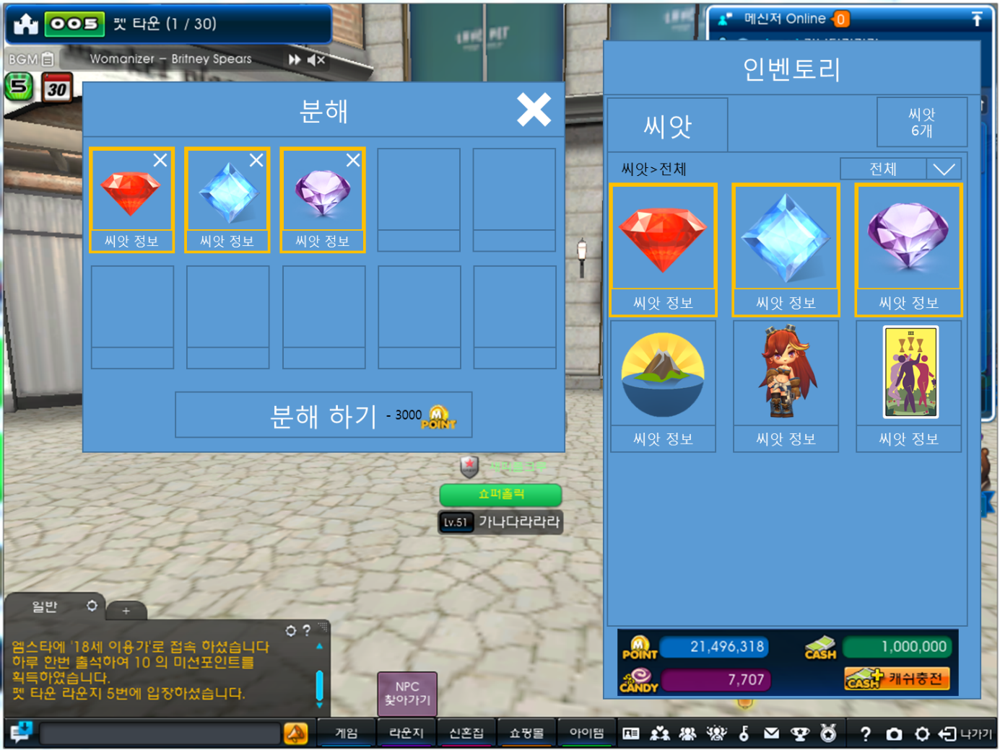 005 펫 타운 (1 / 30)
BGM Womanizer – Britney Spears
5
30
메신저 Online 0
분해
씨앗 정보 씨앗 정보 씨앗 정보
분해 하기 - 3000 M POINT
인벤토리
씨앗
씨앗
6개
씨앗>전체
전체
씨앗 정보 씨앗 정보 씨앗 정보
III
씨앗 정보 씨앗 정보 씨앗 정보
쇼퍼홀릭
Lv.51 가나다라라라
일반 +
?
엠스타에 '18세 이용가'로 접속 하셨습니다
하루 한번 출석하여 10 의 미션포인트를
획득하였습니다.
펫 타운 라운지 5번에 입장하셨습니다.
NPC
찾아가기
M POINT 21,496,318 CASH 1,000,000
CANDY 7,707 CASH 캐쉬충전
게임 라운지 신혼집 쇼핑몰 아이템 ? 나가기